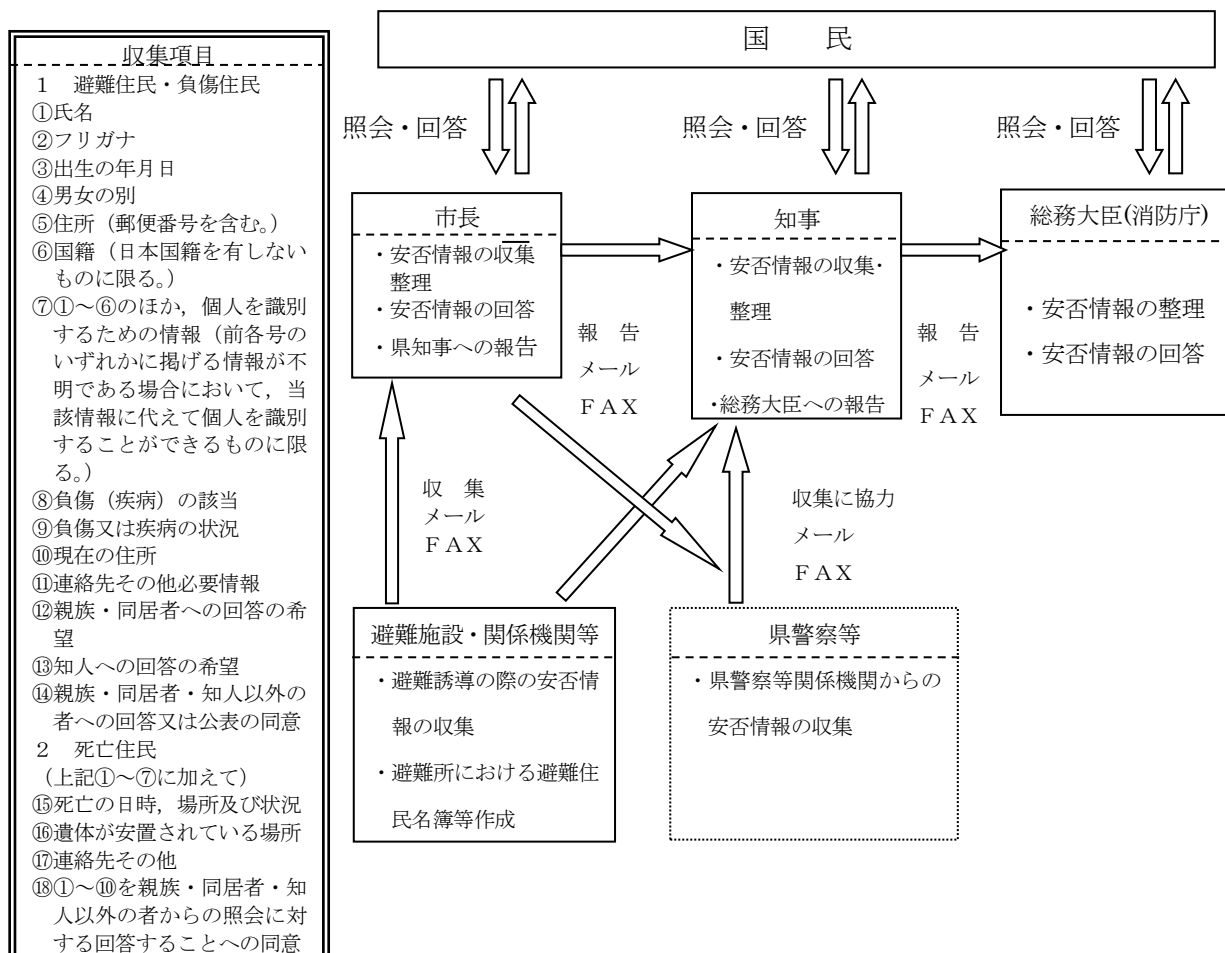 収集項目
１　避難住民・負傷住民
①氏名
②フリガナ
③出生の年月日
④男女の別
⑤住所（郵便番号を含む。）
⑥国籍（日本国籍を有しない
ものに限る。）
⑦①～⑥のほか，個人を識別
するための情報（前各号の
いずれかに掲げる情報が不
明である場合において，当
該情報に代えて個人を識別
することができるものに限
る。）
⑧負傷（疾病）の該当
⑨負傷又は疾病の状況
⑩現在の住所
⑪連絡先その他必要情報
⑫親族・同居者への回答の希
望
⑬知人への回答の希望
⑭親族・同居者・知人以外の
者への回答又は公表の同意
２　死亡住民
（上記①～⑦に加えて）
⑮死亡の日時，場所及び状況
⑯遺体が安置されている場所
⑰連絡先その他
⑱①～⑩を親族・同居者・知
人以外の者からの照会に対
する回答することへの同意
国　　民
照会・回答
照会・回答
照会・回答
市長
・安否情報の収集
整理
・安否情報の回答
・県知事への報告
報　告
メール
ＦＡＸ
知事
・安否情報の収集・
整理
・安否情報の回答
・総務大臣への報告
報　告
メール
ＦＡＸ
総務大臣(消防庁)
・安否情報の整理
・安否情報の回答
収　集
メール
ＦＡＸ
収集に協力
メール
ＦＡＸ
避難施設・関係機関等
・避難誘導の際の安否情
報の収集
・避難所における避難住
民名簿等作成
県警察等
・県警察等関係機関からの
安否情報の収集